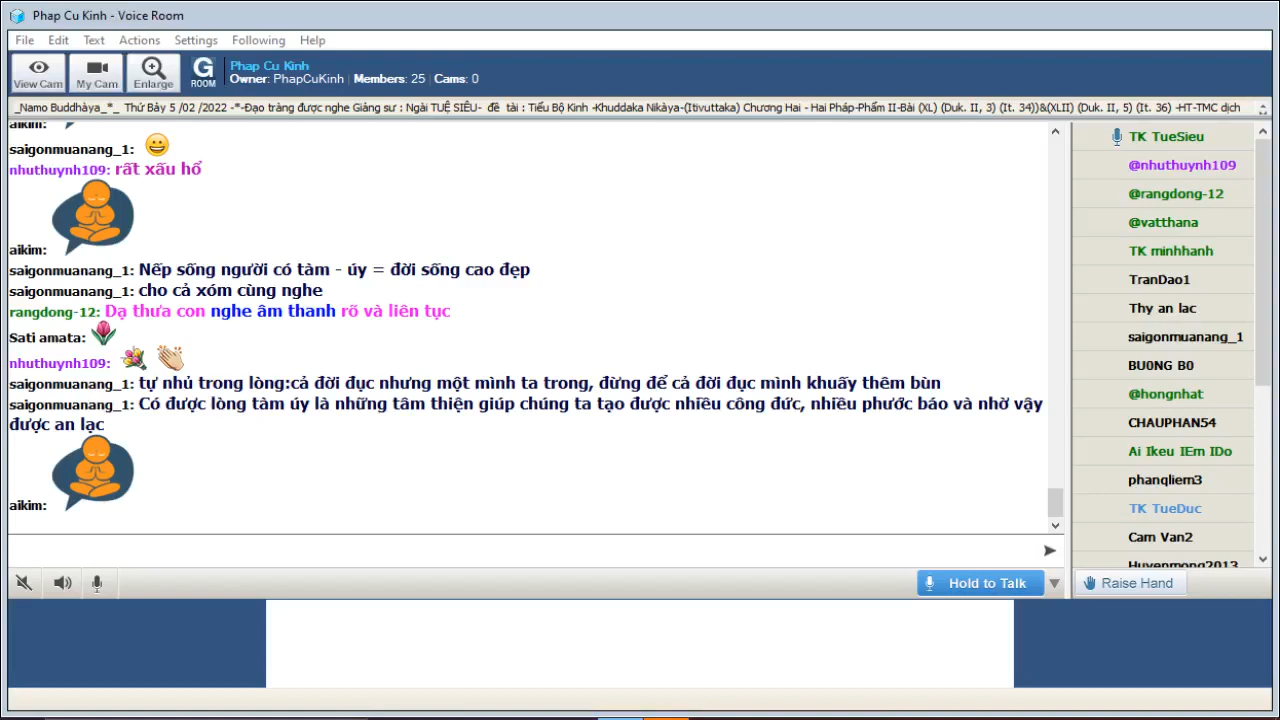 Phap Cu Kinh - Voice Room
File Edit Text Actions Settings Following Help
View Cam My Cam Enlarge G ROOM
Phap Cu Kinh
Owner: PhapCuKinh Members: 25 Cams: 0
_Namo Buddhàya_*_ Thứ Bảy 5 /02 /2022 -*-Đạo tràng được nghe Giảng sư : Ngài TUỆ SIÊU- đề tài : Tiểu Bộ Kinh -Khuddaka Nikàya-(Itivuttaka) Chương Hai - Hai Pháp-Phẩm II-Bài (XL) (Duk. II, 3) (It. 34))&(XLII) (Duk. II, 5) (It. 36) -HT-TMC dịch
aikim:
saigonmuanang_1:
nhuthuynh109: rất xấu hổ
aikim:
saigonmuanang_1: Nếp sống người có tàm - úy = đời sống cao đẹp
saigonmuanang_1: cho cả xóm cùng nghe
rangdong-12: Dạ thưa con nghe âm thanh rõ và liên tục
Sati amata:
nhuthuynh109:
saigonmuanang_1: tự nhủ trong lòng:cả đời đục nhưng một mình ta trong, đừng để cả đời đục mình khuấy thêm bùn
saigonmuanang_1: Có được lòng tàm úy là những tâm thiện giúp chúng ta tạo được nhiều công đức, nhiều phước báo và nhờ vậy
được an lạc
aikim:
TK TueSieu
@nhuthuynh109
@rangdong-12
@vatthana
TK minhhanh
TranDao1
Thy an lac
saigonmuanang_1
BU0NG B0
@hongnhat
CHAUPHAN54
Ai Ikeu IEm IDo
phanqliem3
TK TueDuc
Cam Van2
Huyenmong2013
Hold to Talk
Raise Hand